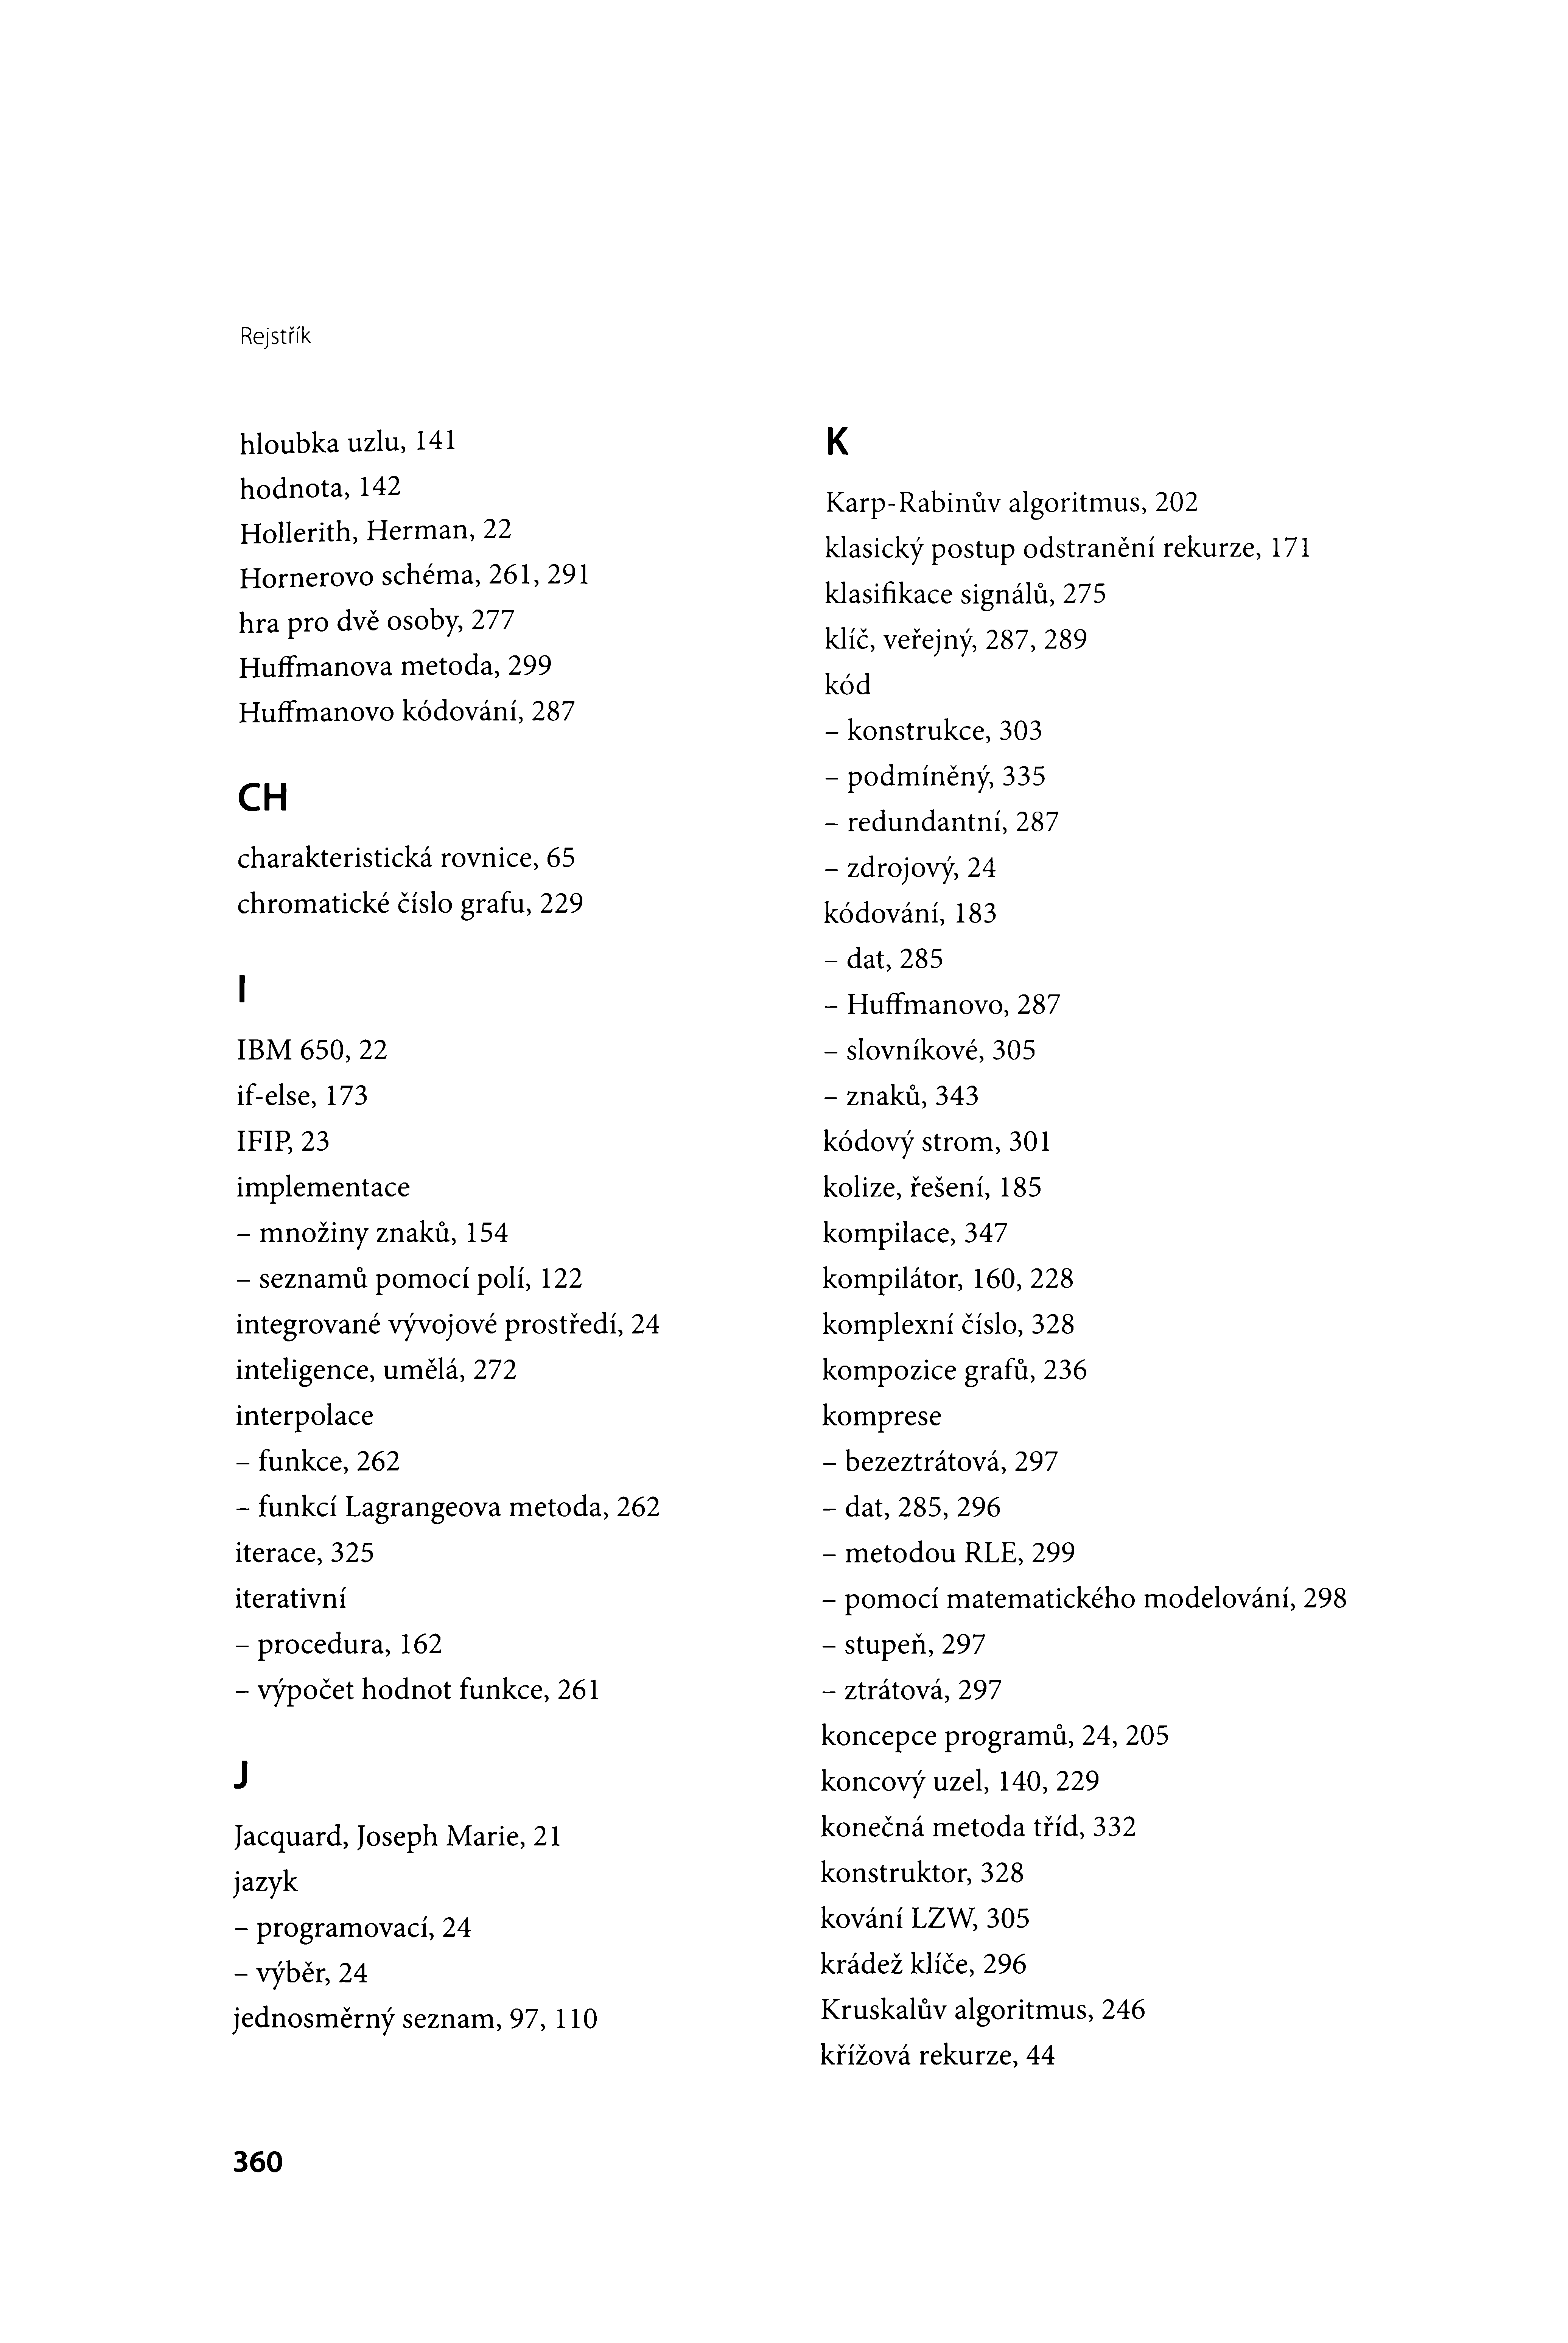 Rejstřík
hloubka uzlu, 141
hodnota, 142
Hollerith, Herman, 22
Hornerovo schéma, 261, 291
hra pro dvě osoby, 277
Huffmanova metoda, 299
Huffmanovo kódování, 287
CH
charakteristická rovnice, 65
chromatické číslo grafu, 229
I
IBM 650, 22
if-else, 173
IFIP, 23
implementace
– množiny znaků, 154
– seznamů pomocí polí, 122
integrované vývojové prostředí, 24
inteligence, umělá, 272
interpolace
– funkce, 262
– funkcí Lagrangeova metoda, 262
iterace, 325
iterativní
– procedura, 162
– výpočet hodnot funkce, 261
J
Jacquard, Joseph Marie, 21
jazyk
– programovací, 24
– výběr, 24
jednosměrný seznam, 97, 110
K
Karp-Rabinův algoritmus, 202
klasický postup odstranění rekurze, 171
klasifikace signálů, 275
klíč, veřejný, 287, 289
kód
– konstrukce, 303
– podmíněný, 335
– redundantní, 287
– zdrojový, 24
kódování, 183
– dat, 285
– Huffmanovo, 287
– slovníkové, 305
– znaků, 343
kódový strom, 301
kolize, řešení, 185
kompilace, 347
kompilátor, 160, 228
komplexní číslo, 328
kompozice grafů, 236
komprese
– bezeztrátová, 297
– dat, 285, 296
– metodou RLE, 299
– pomocí matematického modelování, 298
– stupeň, 297
– ztrátová, 297
koncepce programů, 24, 205
koncový uzel, 140, 229
konečná metoda tříd, 332
konstruktor, 328
kování LZW, 305
krádež klíče, 296
Kruskalův algoritmus, 246
křížová rekurze, 44
360